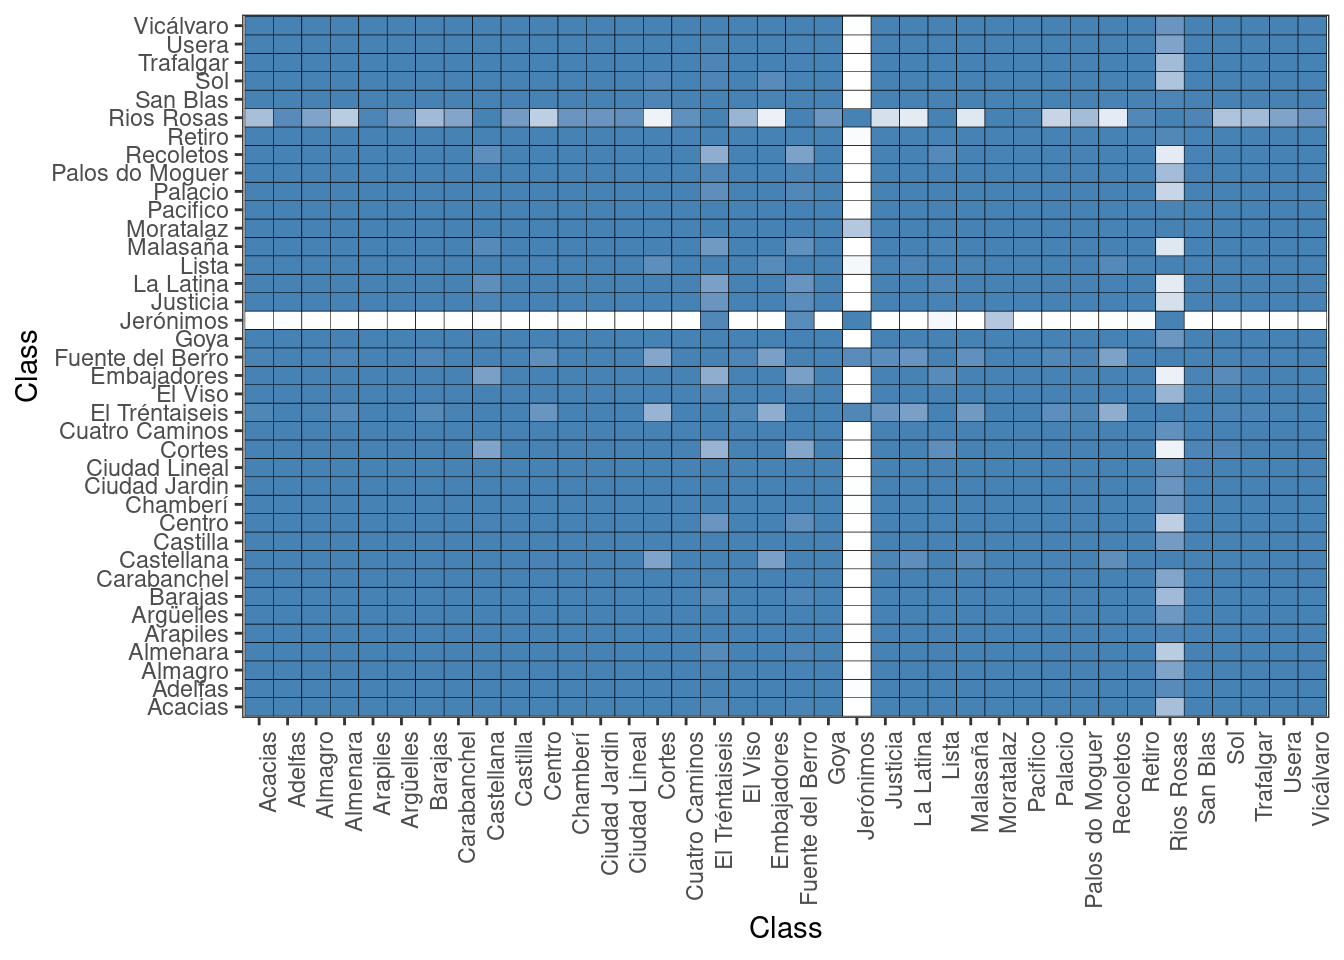 Vicálvaro
Usera
Trafalgar
Sol
San Blas
Rios Rosas
Retiro
Recoletos
Palos do Moguer
Palacio
Pacifico
Moratalaz
Malasaña
Lista
La Latina
Justicia
Jerónimos
Goya
Fuente del Berro
Embajadores
El Viso
El Tréntaiseis
Cuatro Caminos
Cortes
Ciudad Lineal
Ciudad Jardin
Chamberí
Centro
Castilla
Castellana
Carabanchel
Barajas
Argüelles
Arapiles
Almenara
Almagro
Adelfas
Acacias
Class
Acacias
Adelfas
Almagro
Almenara
Arapiles
Argüelles
Barajas
Carabanchel
Castellana
Castilla
Centro
Chamberí
Ciudad Jardin
Ciudad Lineal
Cortes
Cuatro Caminos
El Tréntaiseis
El Viso
Embajadores
Fuente del Berro
Goya
Jerónimos
Justicia
La Latina
Lista
Malasaña
Moratalaz
Pacifico
Palacio
Palos do Moguer
Recoletos
Retiro
Rios Rosas
San Blas
Sol
Trafalgar
Usera
Vicálvaro
Class